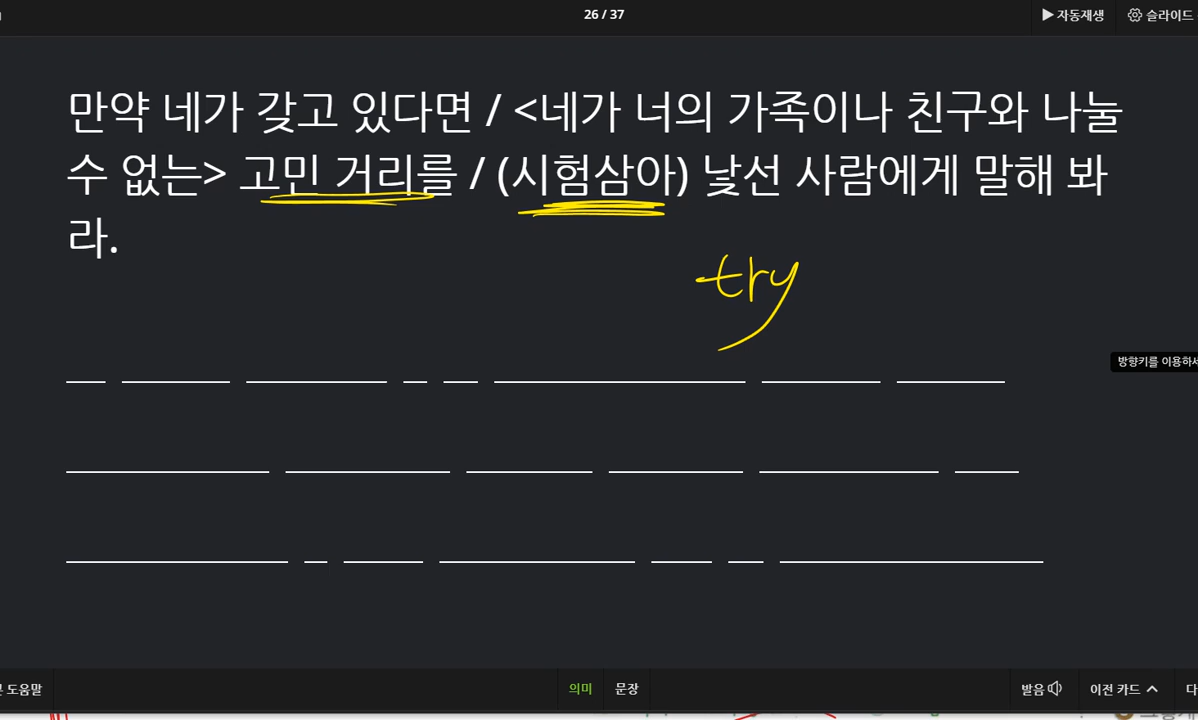 26 / 37
▶ 자동재생
슬라이드
만약 네가 갖고 있다면 / <네가 너의 가족이나 친구와 나눌
수 없는> 고민 거리를 / (시험삼아) 낯선 사람에게 말해 봐
라.
try
방향키를 이용하세
도움말
의미
문장
발음
이전 카드
다